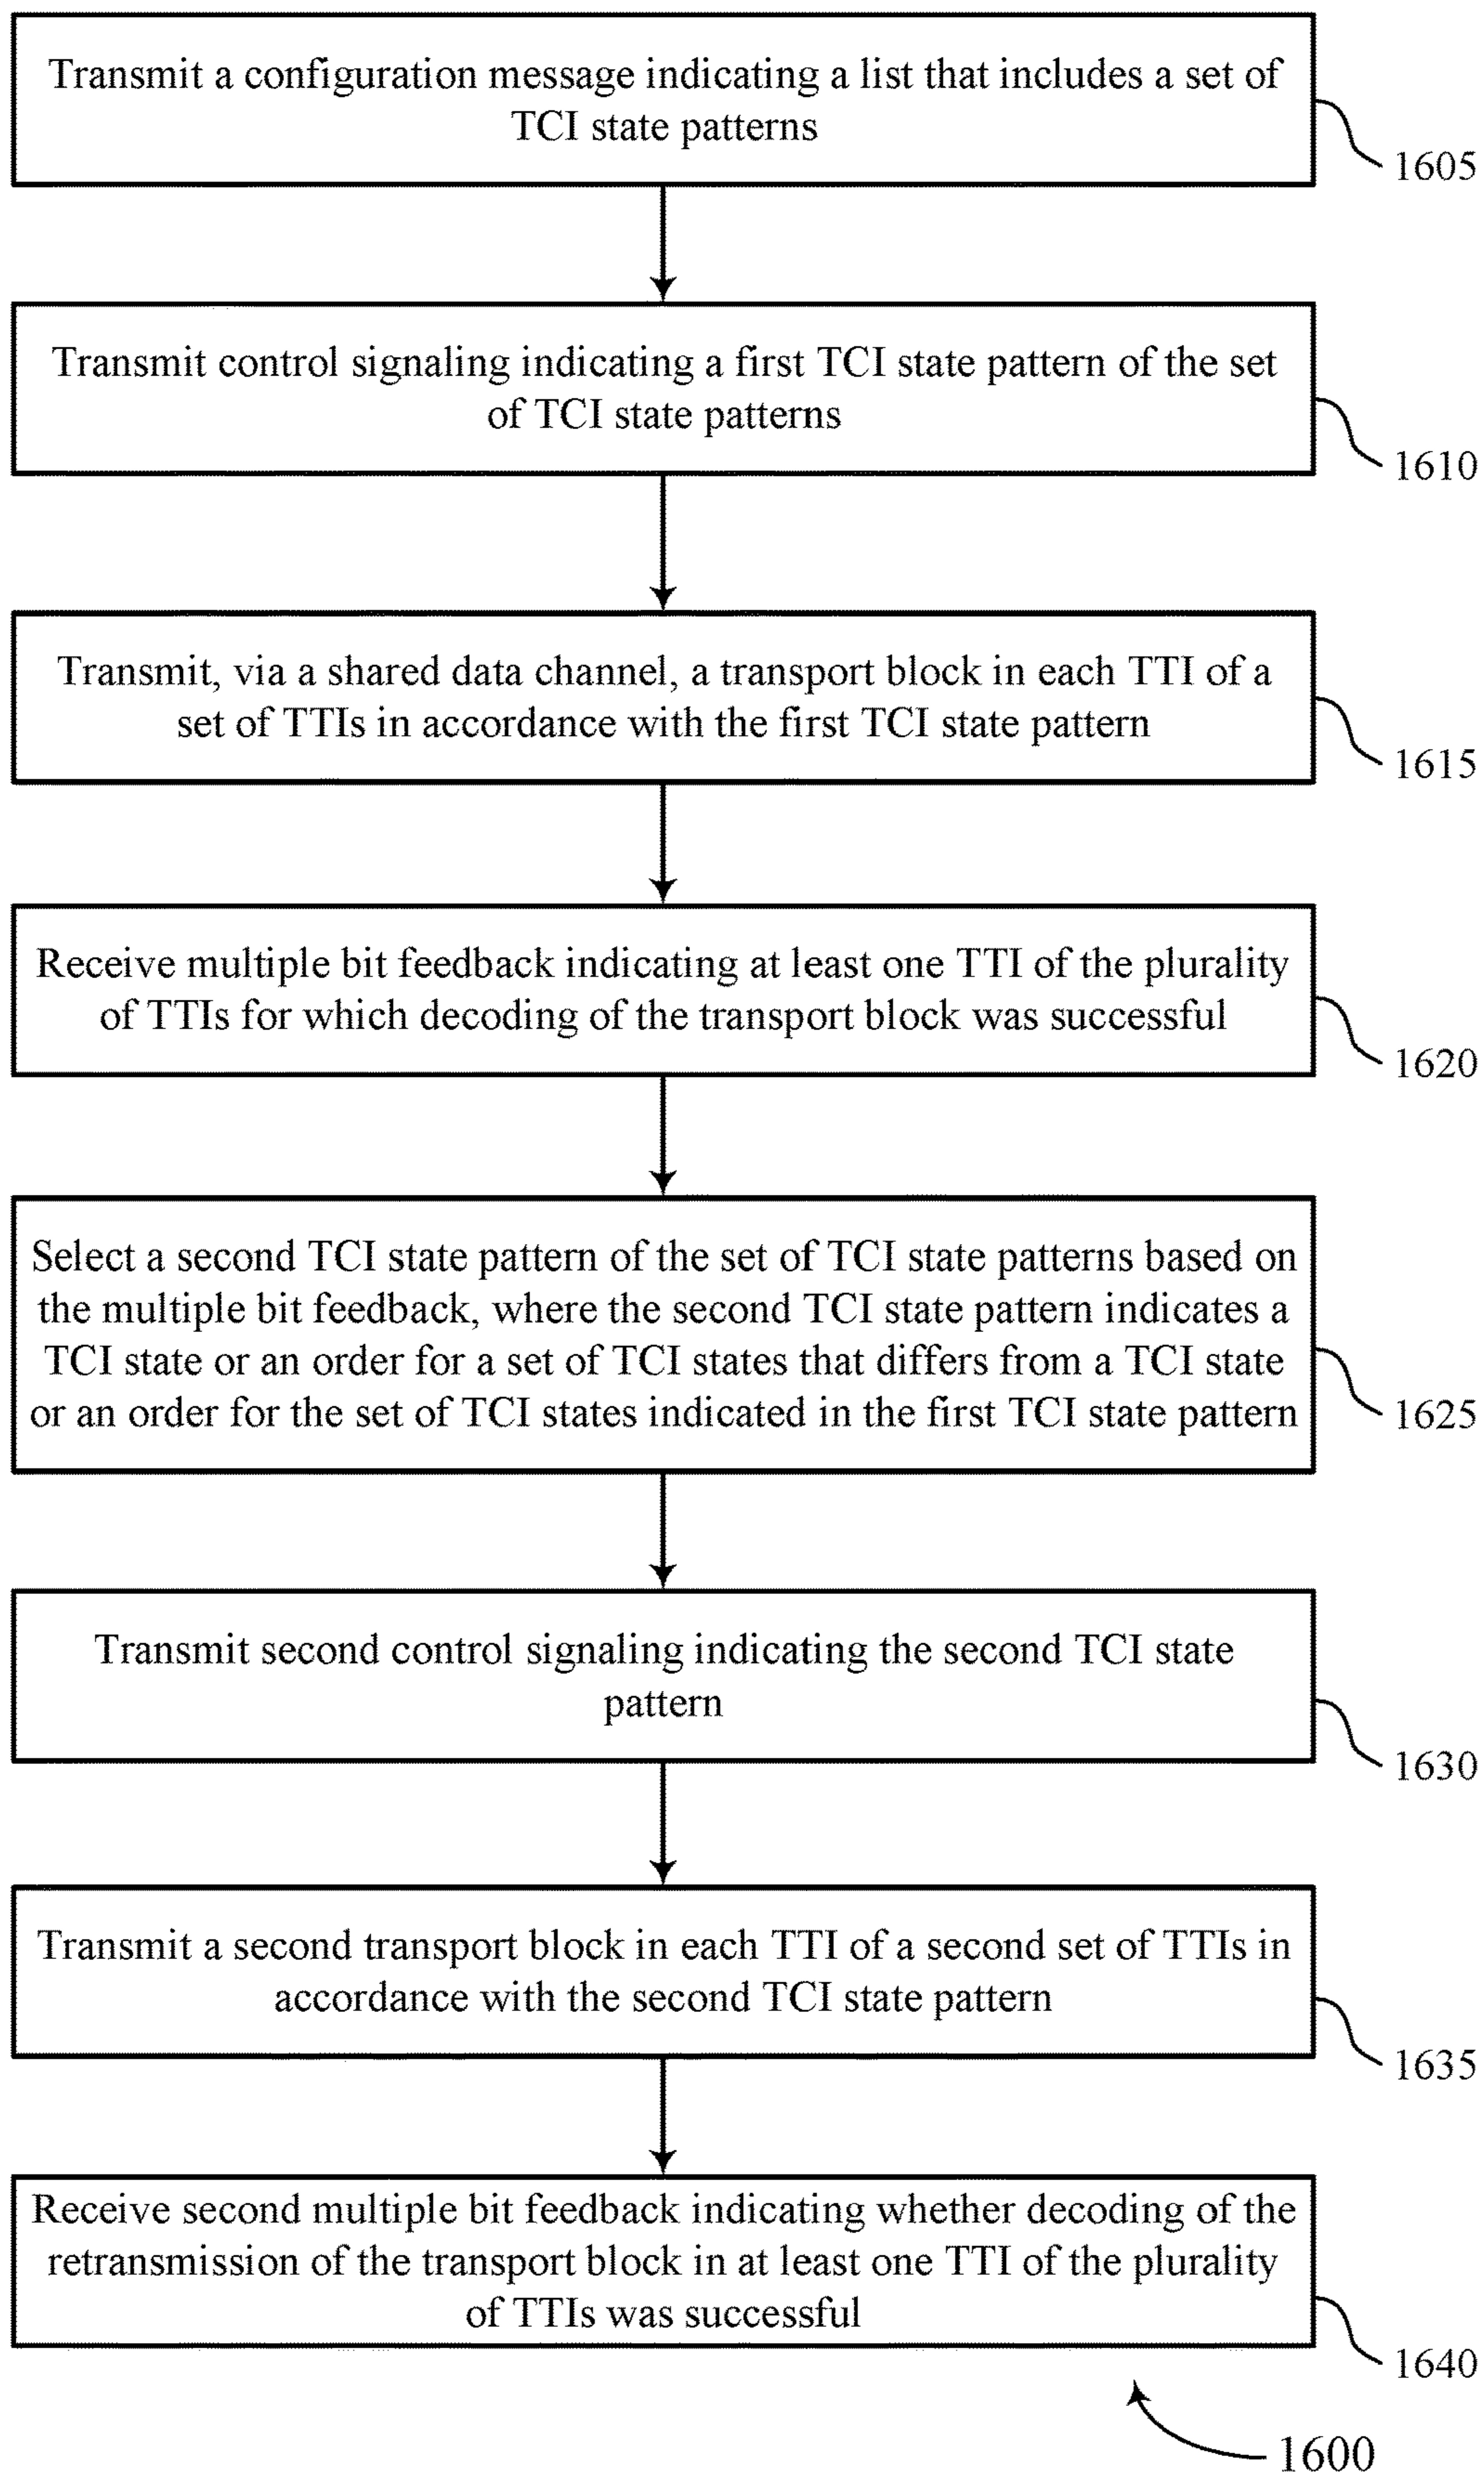 Transmit a configuration message indicating a list that includes a set of
TCI state patterns
1605
Transmit control signaling indicating a first TCI state pattern of the set
of TCI state patterns
1610
Transmit, via a shared data channel, a transport block in each TTI of a
set of TTIs in accordance with the first TCI state pattern
1615
Receive multiple bit feedback indicating at least one TTI of the plurality
of TTIs for which decoding of the transport block was successful
1620
Select a second TCI state pattern of the set of TCI state patterns based on
the multiple bit feedback, where the second TCI state pattern indicates a
TCI state or an order for a set of TCI states that differs from a TCI state
or an order for the set of TCI states indicated in the first TCI state pattern
1625
Transmit second control signaling indicating the second TCI state
pattern
1630
Transmit a second transport block in each TTI of a second set of TTIs in
accordance with the second TCI state pattern
1635
Receive second multiple bit feedback indicating whether decoding of the
retransmission of the transport block in at least one TTI of the plurality
of TTIs was successful
1640
1600